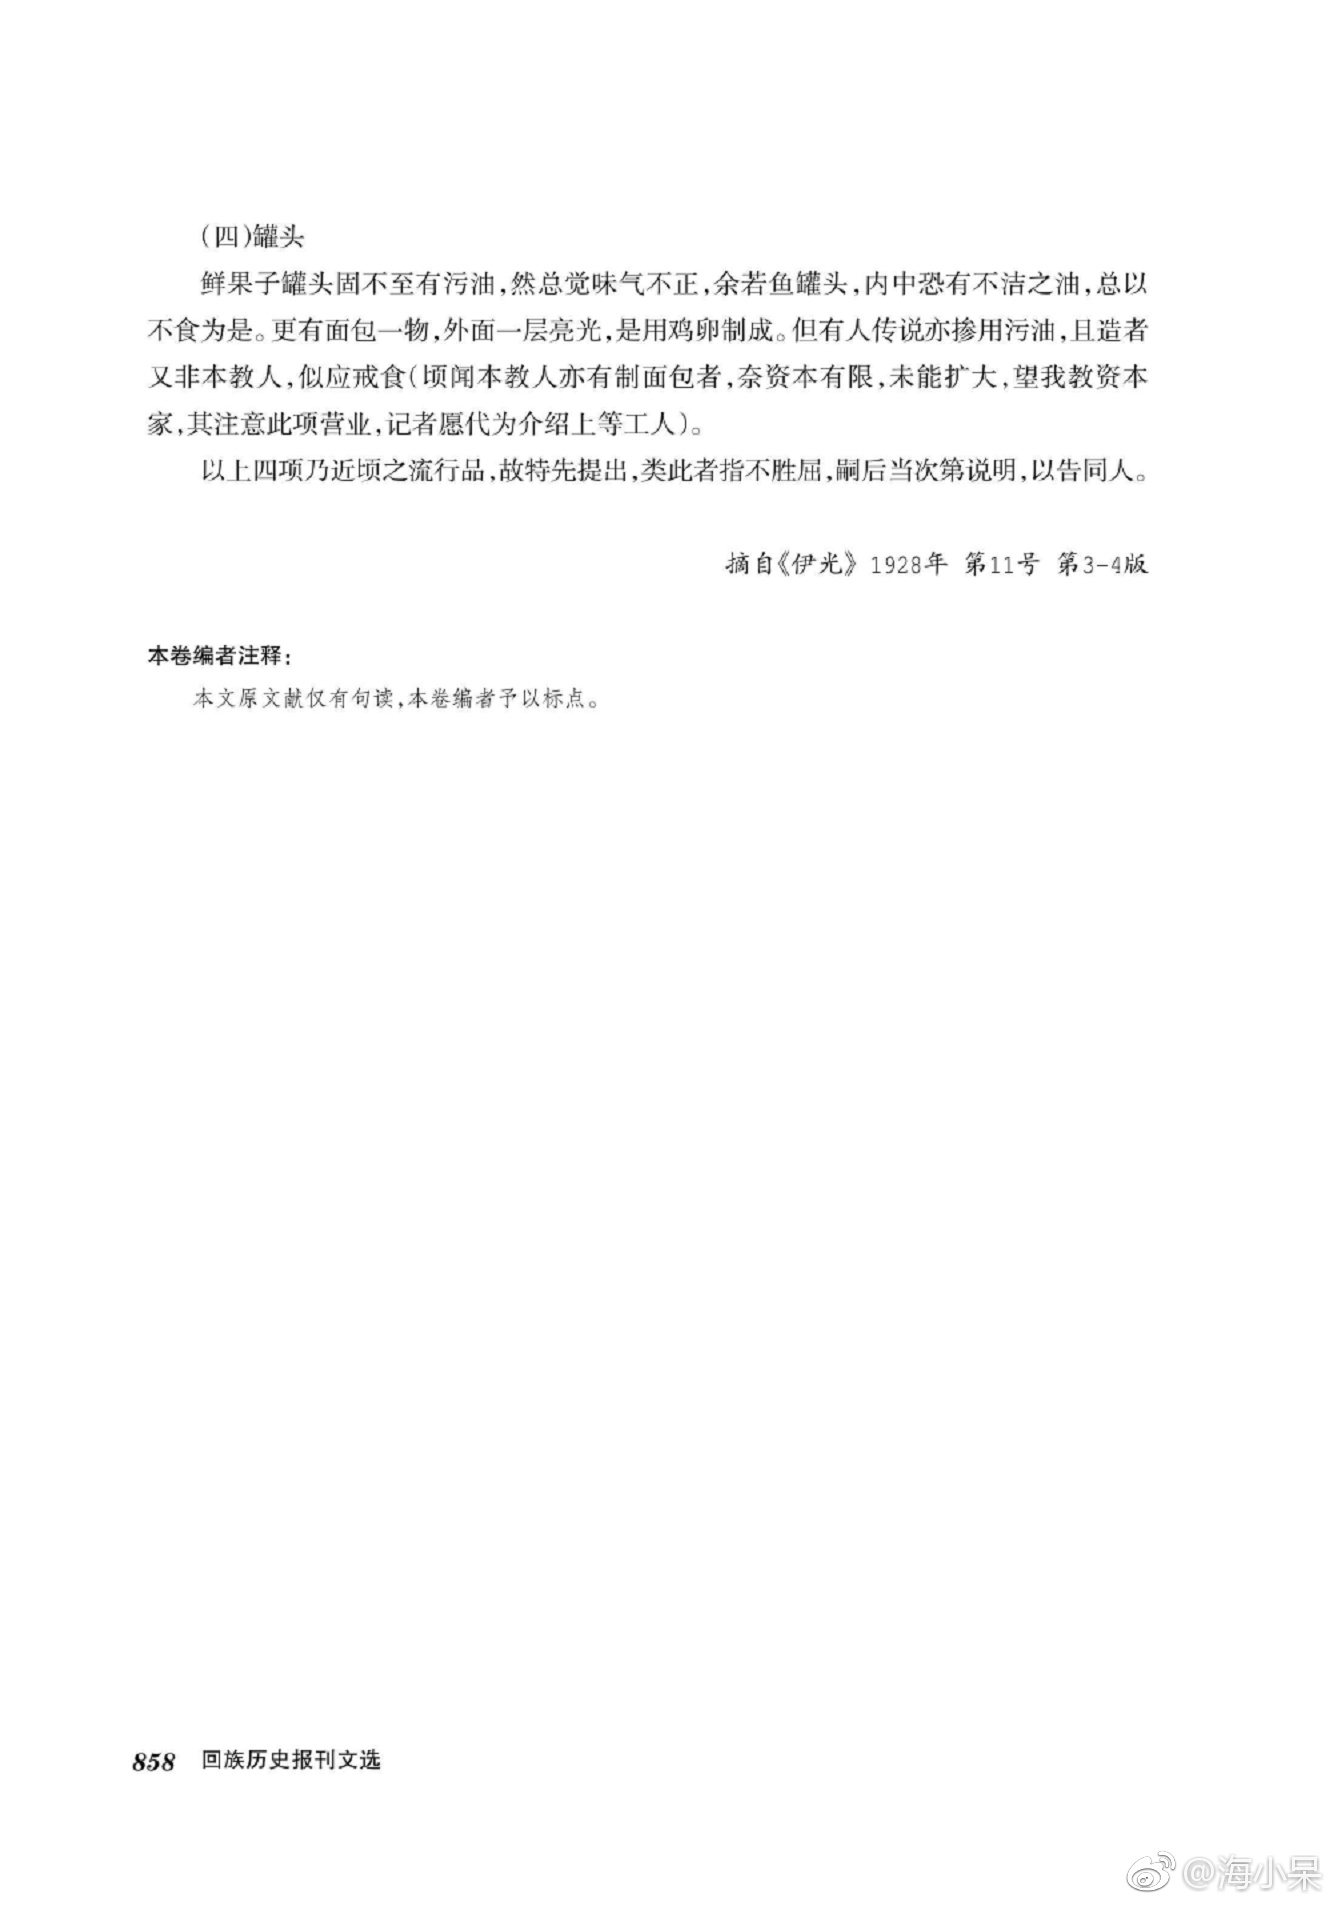 （四）罐头
鲜果子罐头固不至有污油，然总觉味气不正，余若鱼罐头，内中恐有不洁之油，总以
不食为是。更有面包一物，外面一层亮光，是用鸡卵制成。但有人传说亦掺用污油，且造者
又非本教人，似应戒食（顷闻本教人亦有制面包者，奈资本有限，未能扩大，望我教资本
家，其注意此项营业，记者愿代为介绍上等工人）。
以上四项乃近顷之流行品，故特先提出，类此者指不胜屈，嗣后当次第说明，以告同人。
摘自《伊光》1928年 第11号 第3-4版
本卷编者注释：
本文原文献仅有句读，本卷编者予以标点。
858 回族历史报刊文选
@海小呆